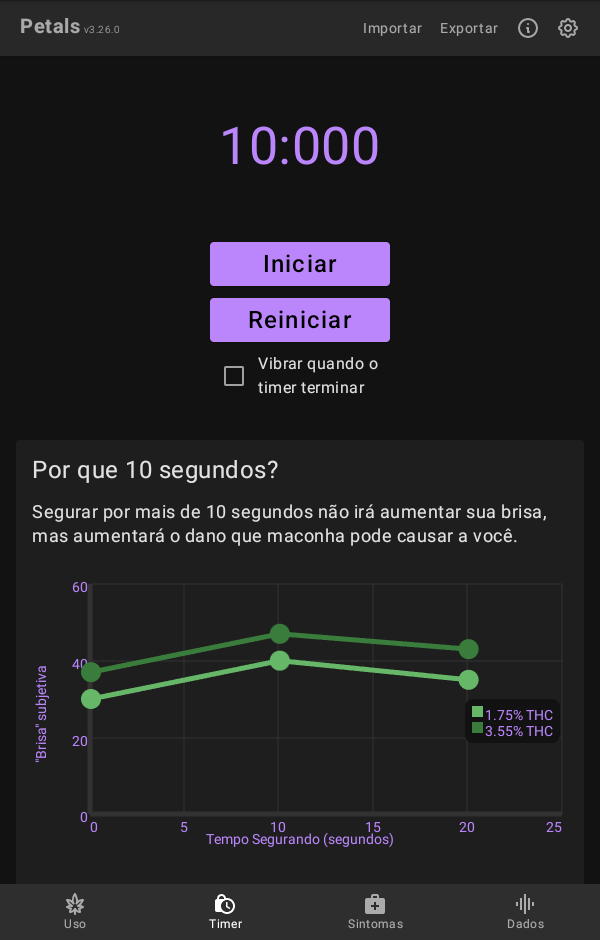 Petals v3.26.0
Importar Exportar
10:000
Iniciar
Reiniciar
Vibrar quando o
timer terminar
Por que 10 segundos?
Segurar por mais de 10 segundos não irá aumentar sua brisa,
mas aumentará o dano que maconha pode causar a você.
60
40
20
0
"Brisa" subjetiva
1.75% THC
3.55% THC
0 5 10 15 20 25
Tempo Segurando (segundos)
Uso Timer Sintomas Dados